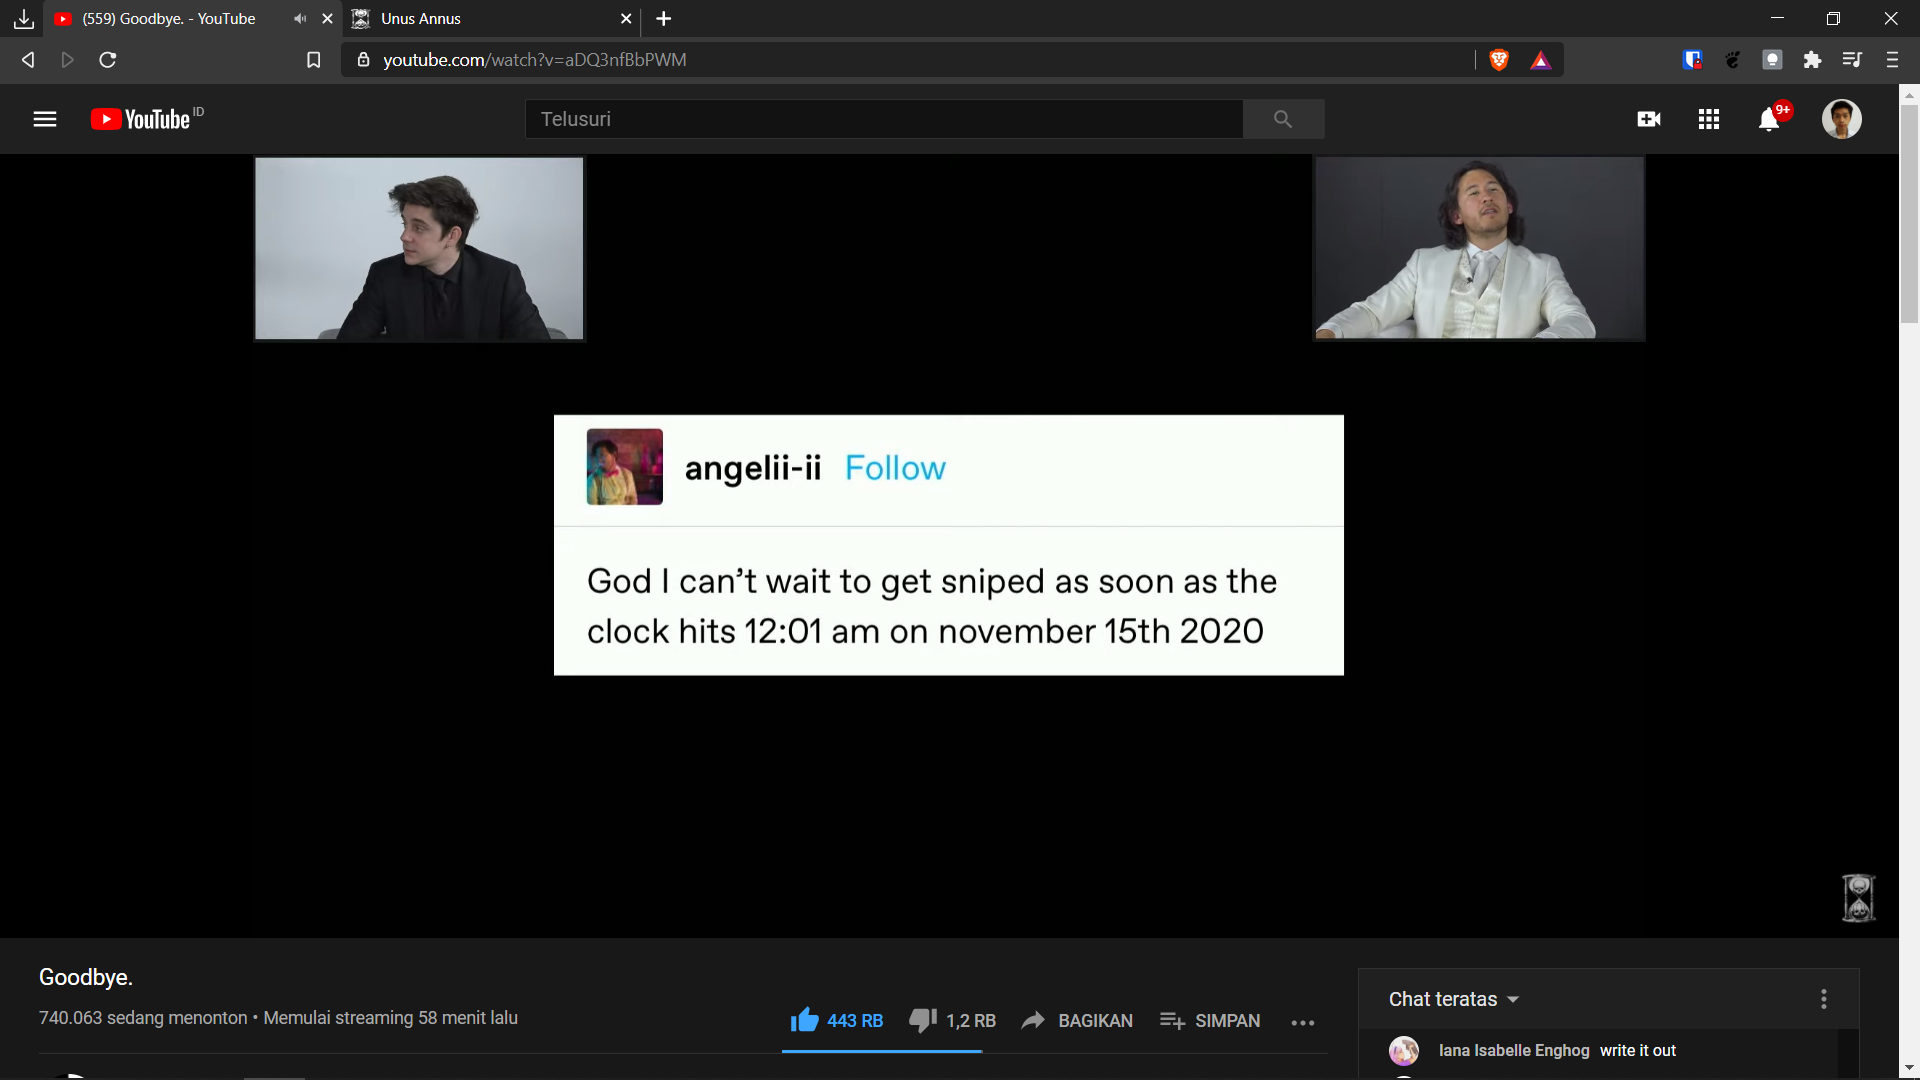 (559) Goodbye. - YouTube
Unus Annus
youtube.com/watch?v=aDQ3nfBbPWM
YouTube ID
Telusuri
9+
angelii-ii Follow
God I can't wait to get sniped as soon as the
clock hits 12:01 am on november 15th 2020
Goodbye.
740.063 sedang menonton • Memulai streaming 58 menit lalu
443 RB 1,2 RB BAGIKAN SIMPAN
Chat teratas
Iana Isabelle Enghog write it out